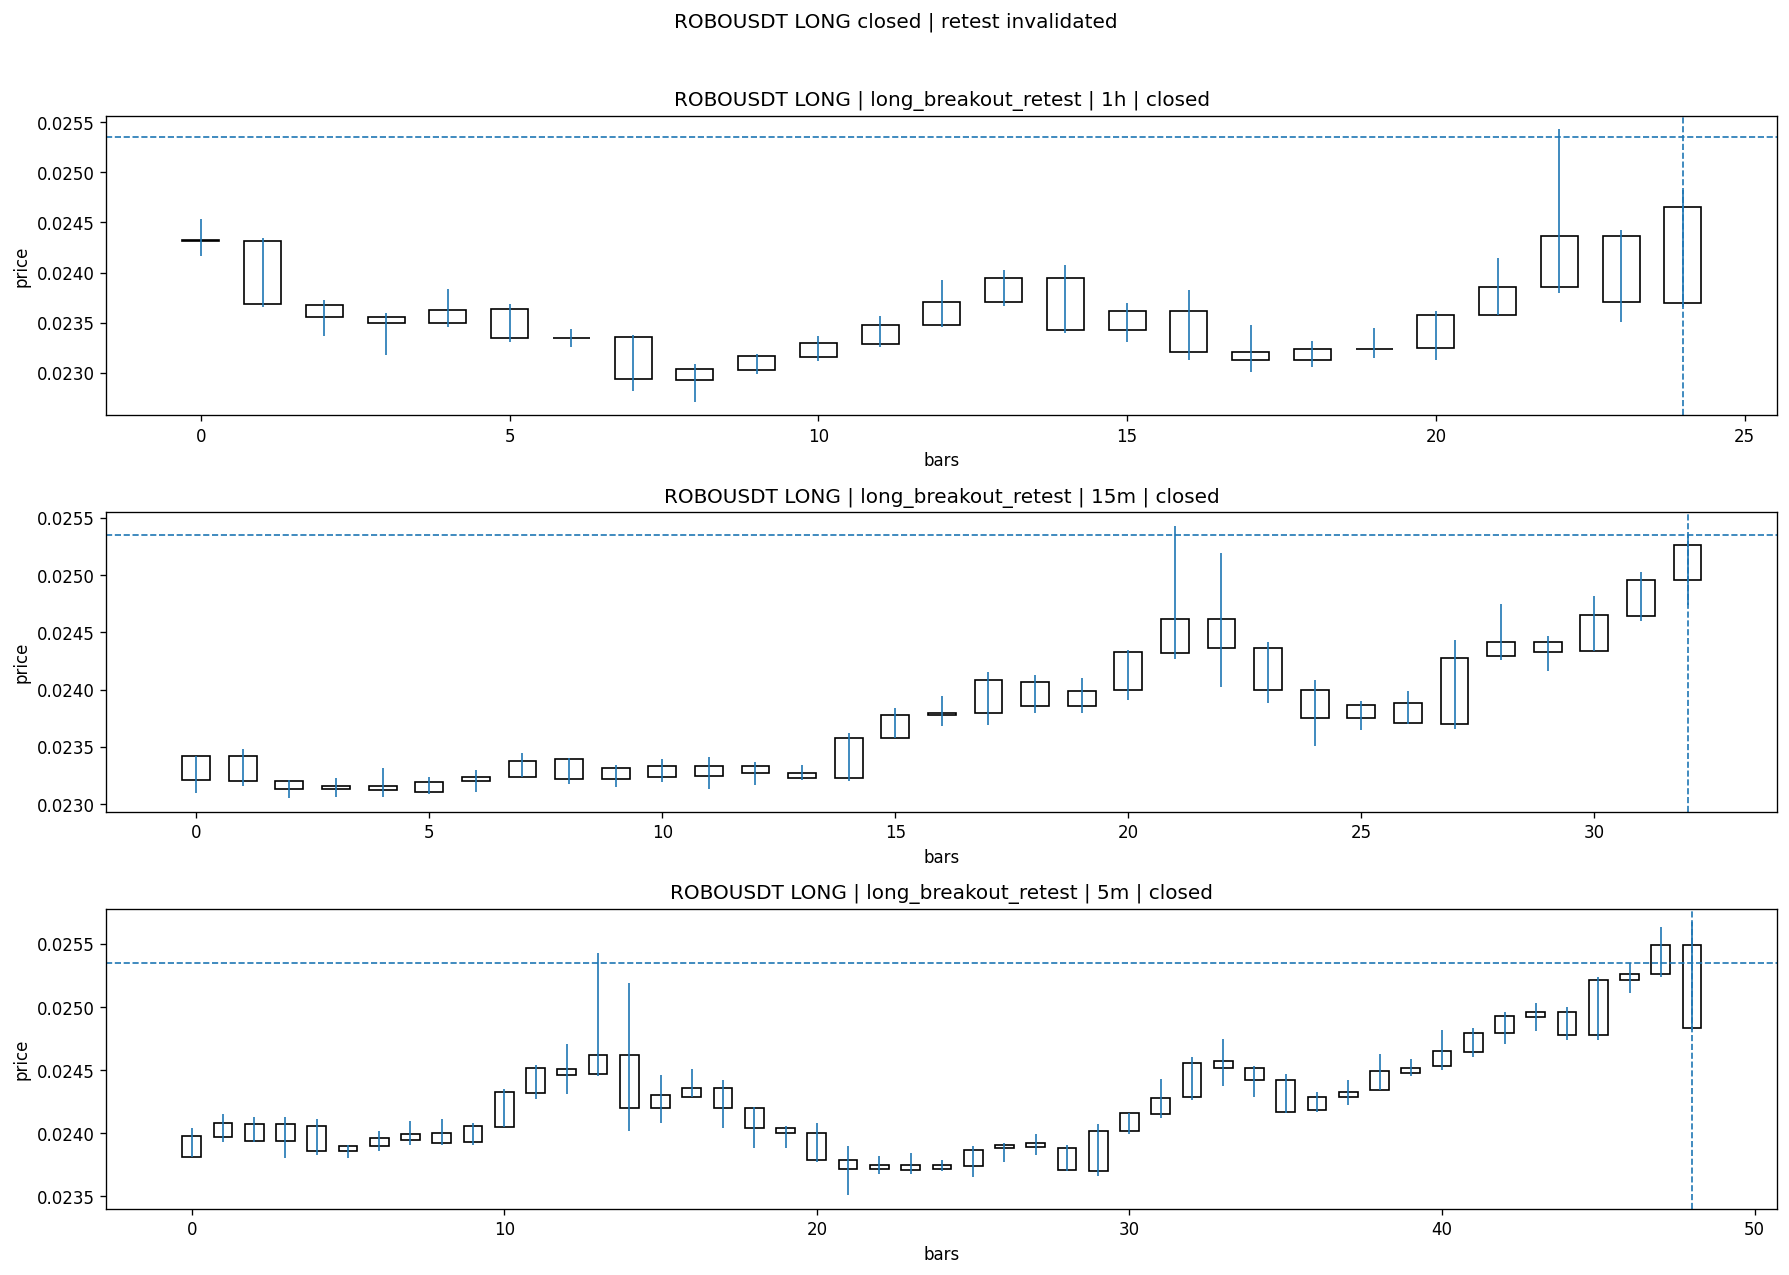 ROBOUSDT LONG closed | retest invalidated
ROBOUSDT LONG | long_breakout_retest | 1h | closed
0.0255
0.0250
0.0245
0.0240
0.0235
0.0230
price
0 5 10 15 20 25
bars
ROBOUSDT LONG | long_breakout_retest | 15m | closed
0.0255
0.0250
0.0245
0.0240
0.0235
0.0230
price
0 5 10 15 20 25 30
bars
ROBOUSDT LONG | long_breakout_retest | 5m | closed
0.0255
0.0250
0.0245
0.0240
0.0235
price
0 10 20 30 40 50
bars